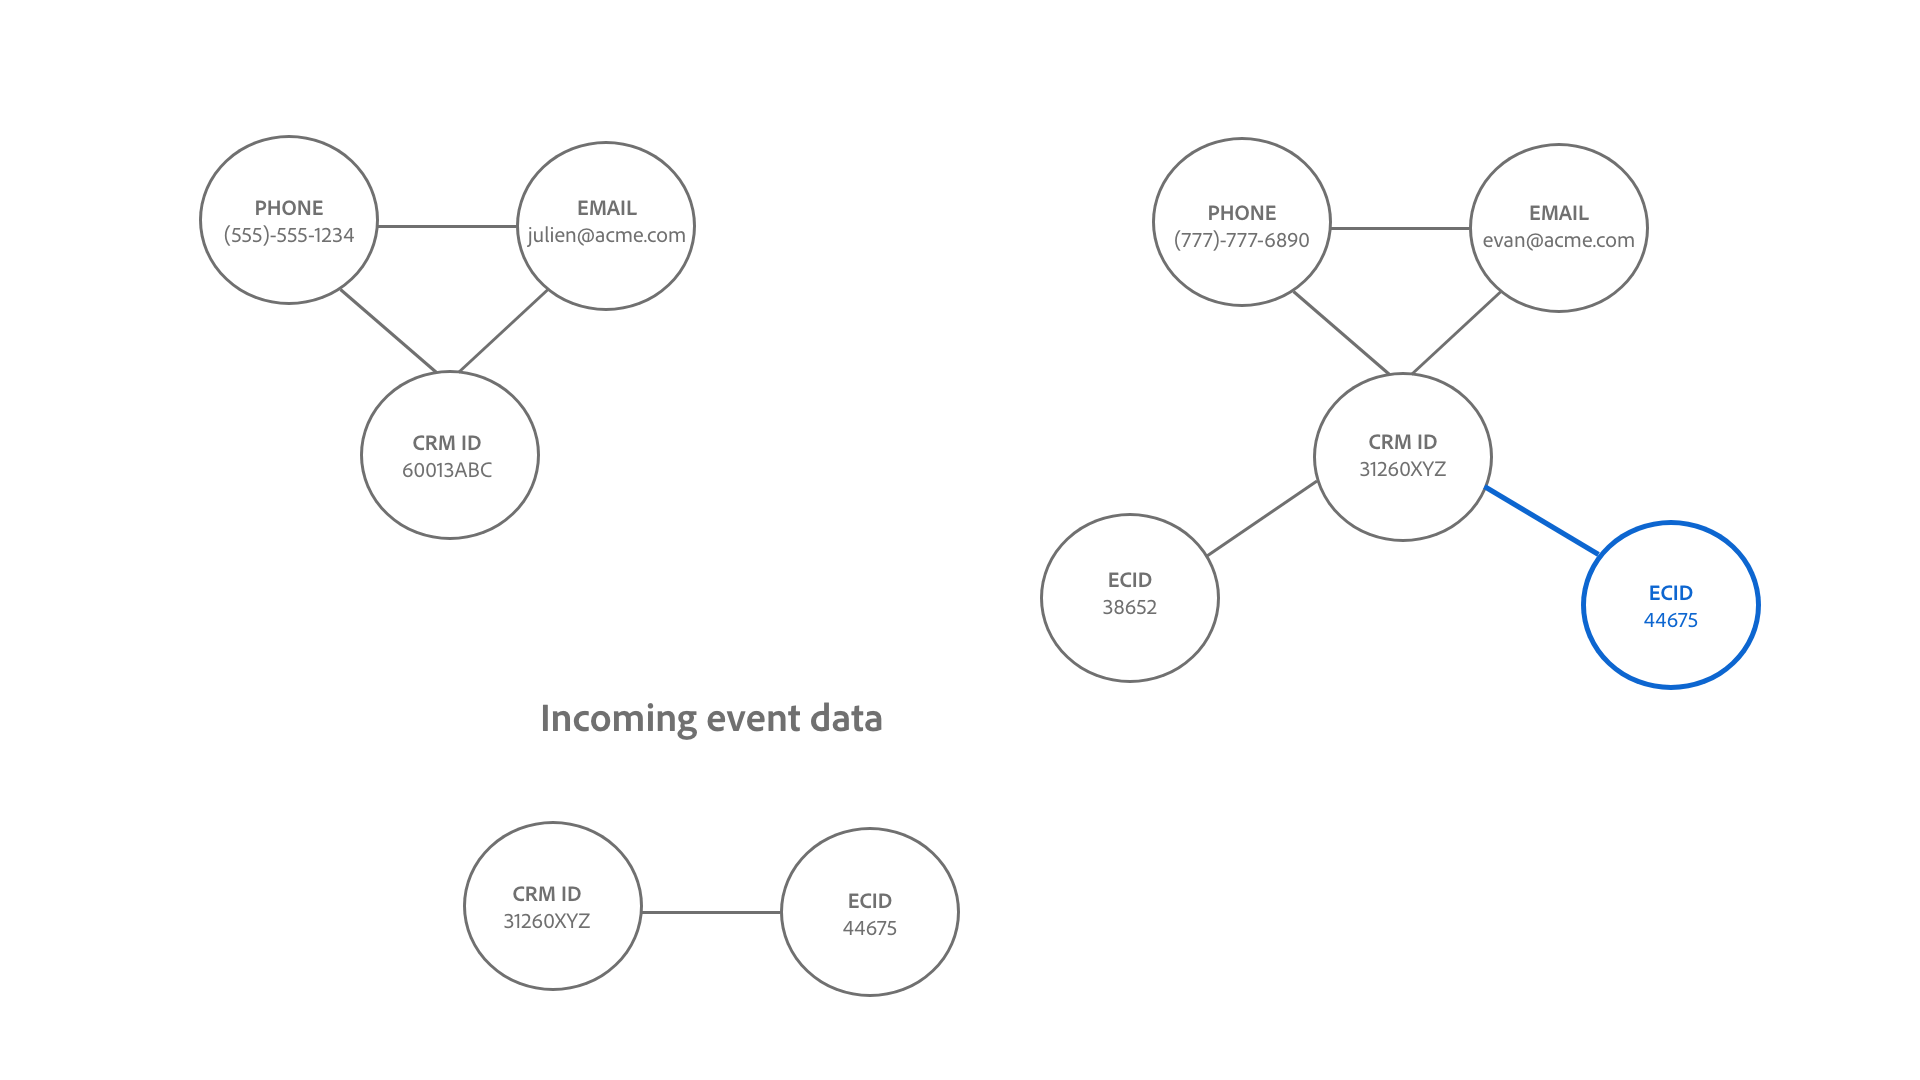 PHONE
(555)-555-1234
EMAIL
julien@acme.com
CRM ID
60013ABC
PHONE
(777)-777-6890
EMAIL
evan@acme.com
CRM ID
31260XYZ
ECID
38652
ECID
44675
Incoming event data
CRM ID
31260XYZ
ECID
44675